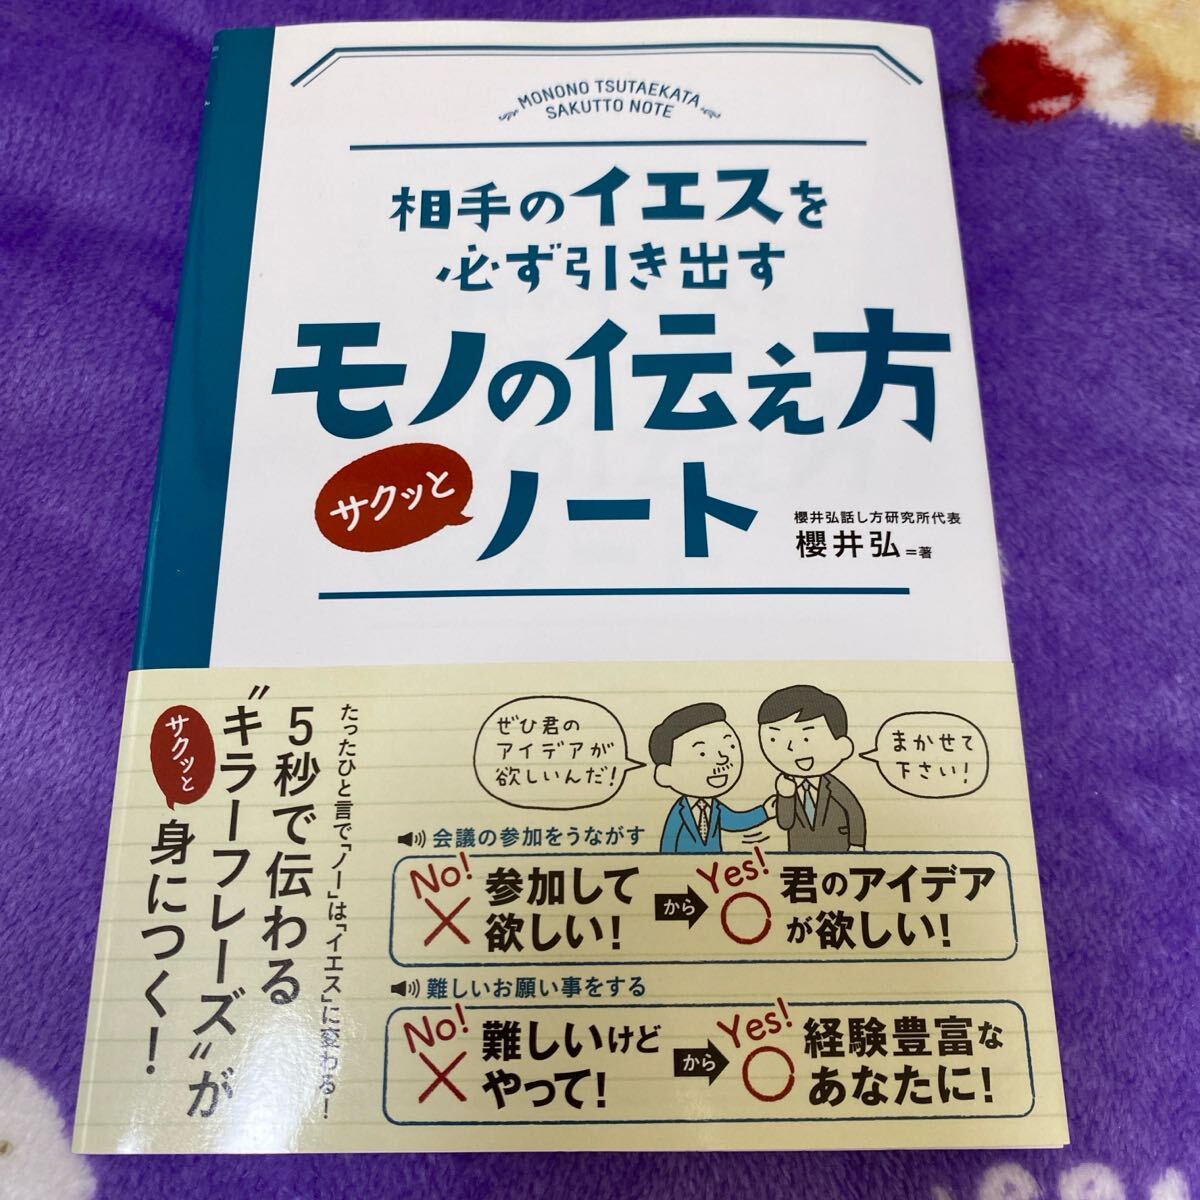 MONONO TSUTAEKATA
SAKUTTO NOTE
相手のイエスを
必ず引き出す
モノの伝え方
サクッと
ノート
櫻井弘話し方研究所代表
櫻井弘=著
たったひと言で「ノー」は「イエス」に変わる!
5秒で伝わる
"キラーフレーズ"が
サクッと
身につく!
ぜひ君の
アイデアが
欲しいんだ!
まかせて
下さい!
会議の参加をうながす
No!
参加して
欲しい!
から
Yes!
君のアイデア
が欲しい!
難しいお願い事をする
No!
難しいけど
やって!
から
Yes!
経験豊富な
あなたに!